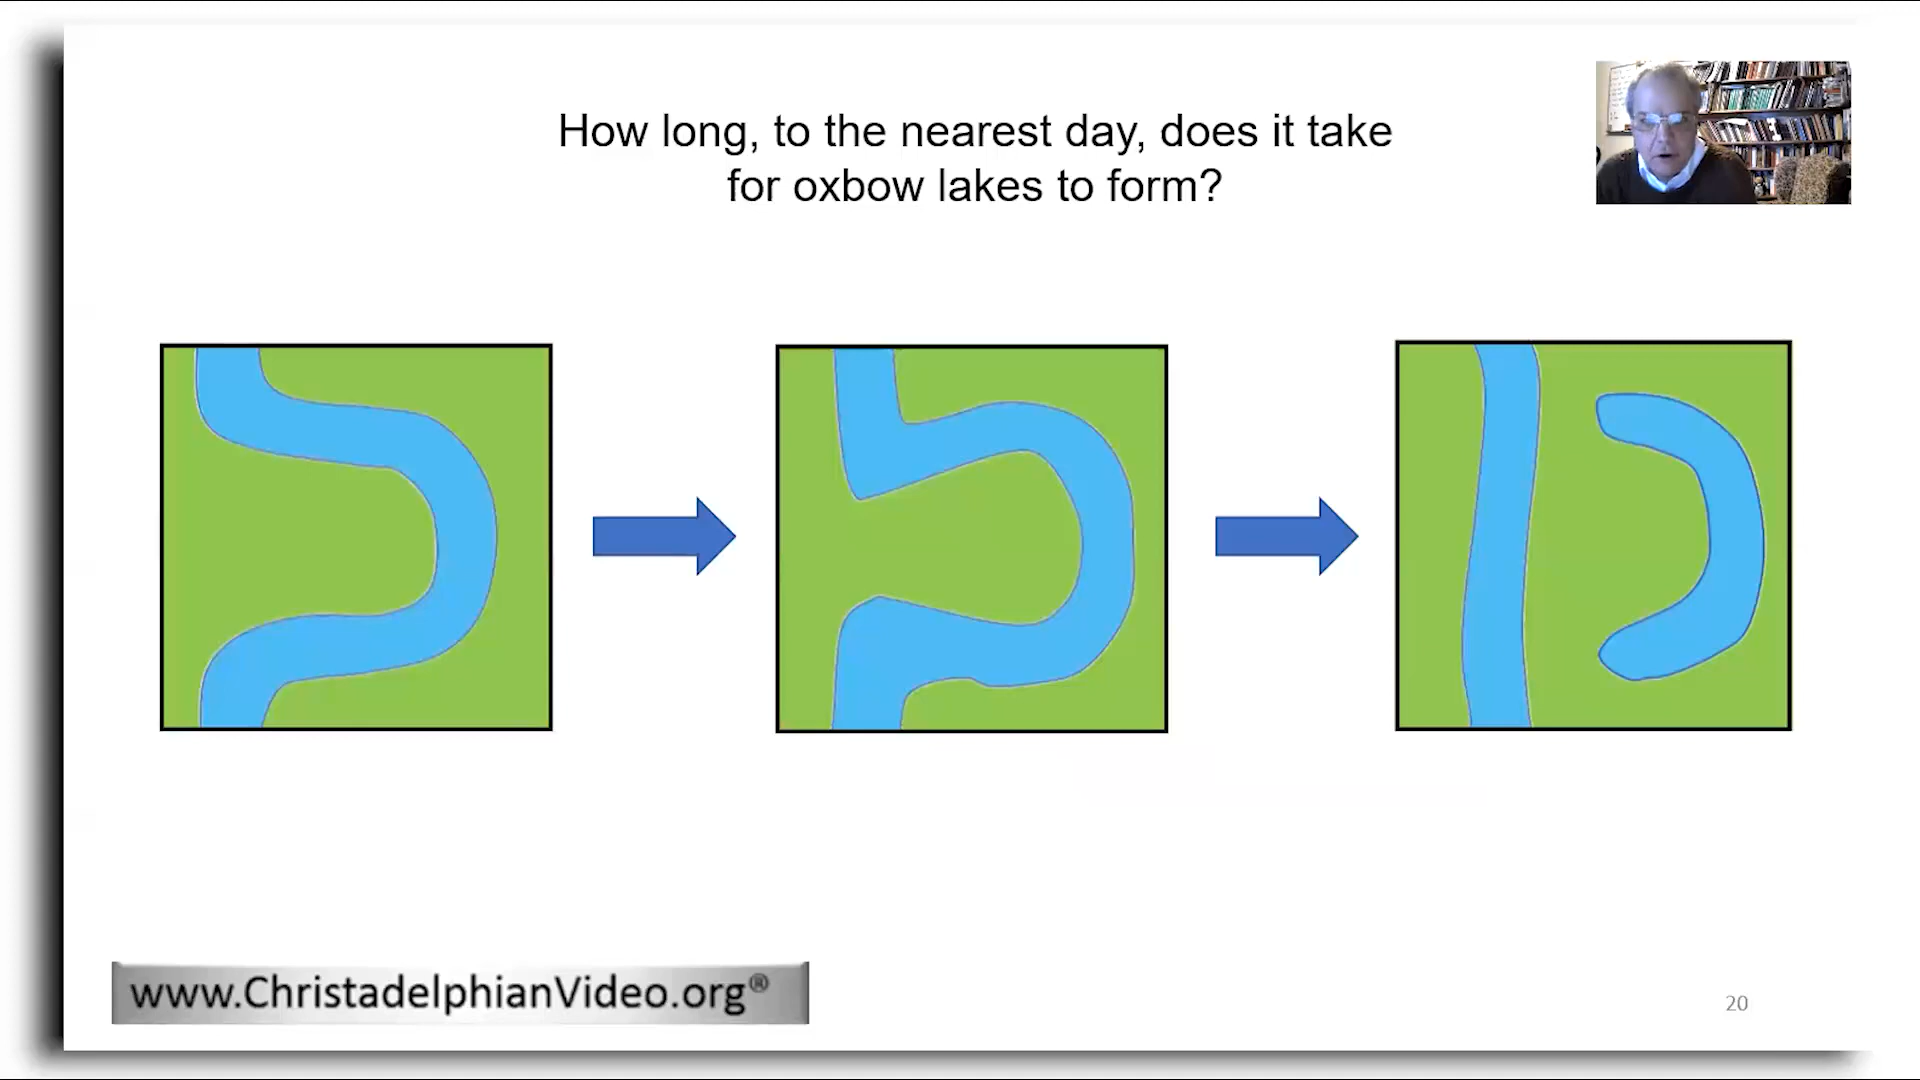 How long, to the nearest day, does it take
for oxbow lakes to form?
www.ChristadelphianVideo.org®
20